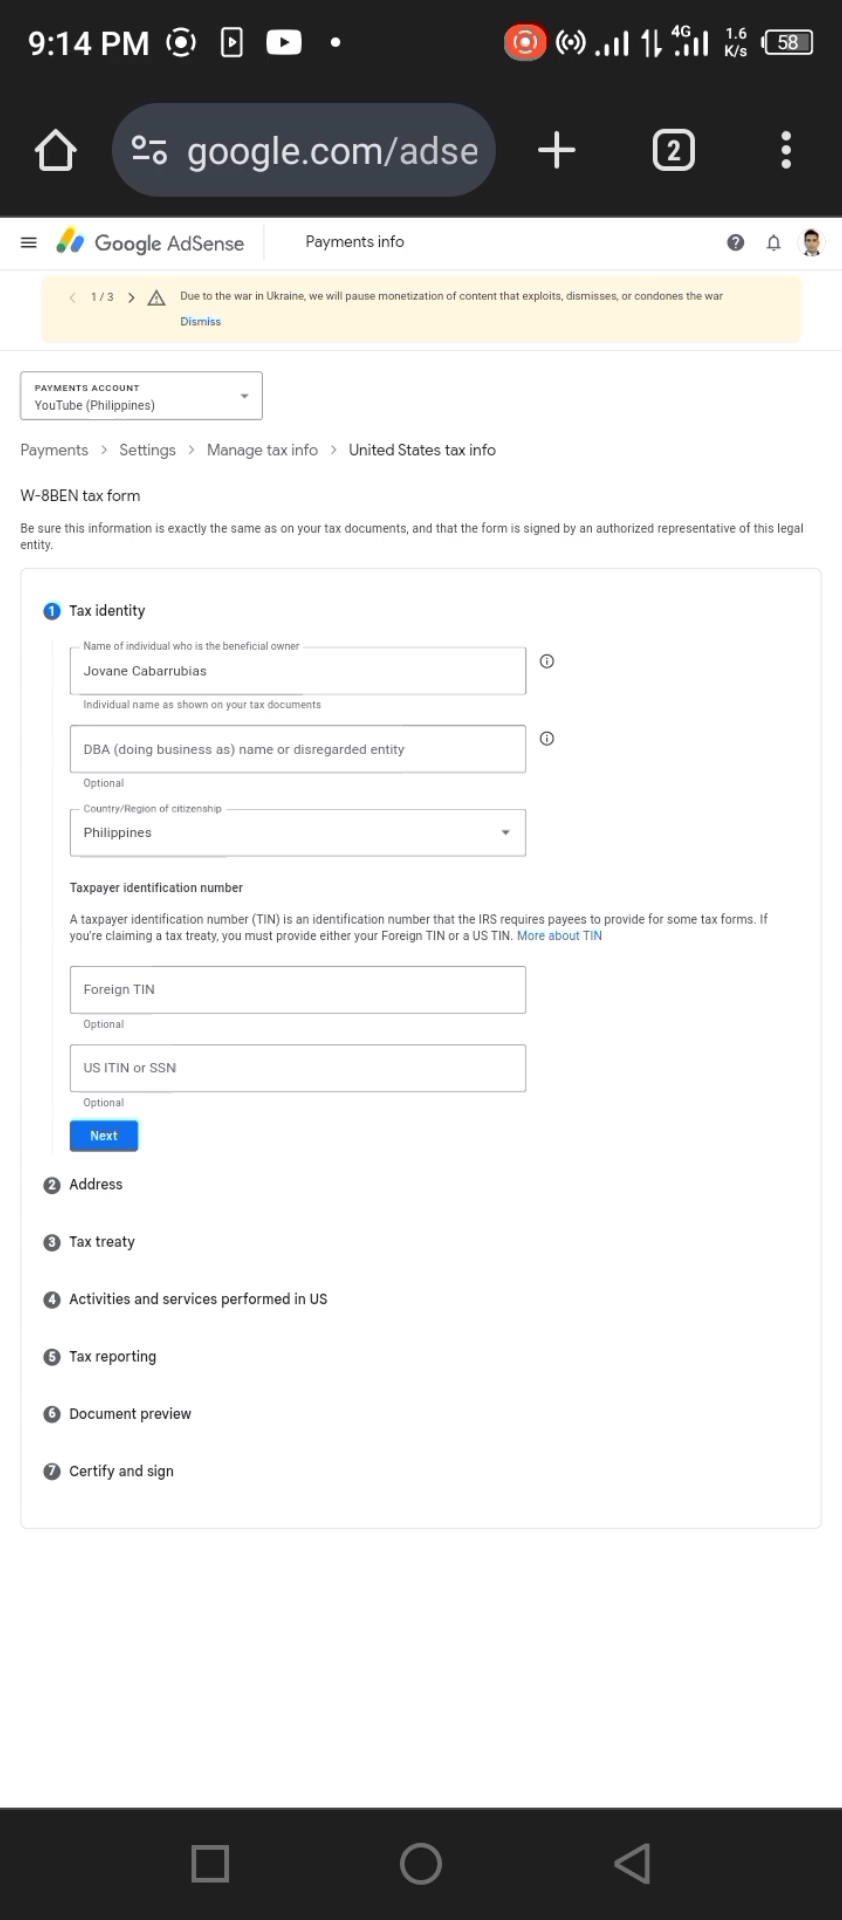 9:14 PM
4G
1.6
K/s
58
google.com/adse
2
Google AdSense
Payments info
1 / 3
Due to the war in Ukraine, we will pause monetization of content that exploits, dismisses, or condones the war
Dismiss
PAYMENTS ACCOUNT
YouTube (Philippines)
Payments > Settings > Manage tax info > United States tax info
W-8BEN tax form
Be sure this information is exactly the same as on your tax documents, and that the form is signed by an authorized representative of this legal
entity.
1 Tax identity
Name of individual who is the beneficial owner
Jovane Cabarrubias
Individual name as shown on your tax documents
DBA (doing business as) name or disregarded entity
Optional
Country/Region of citizenship
Philippines
Taxpayer identification number
A taxpayer identification number (TIN) is an identification number that the IRS requires payees to provide for some tax forms. If
you're claiming a tax treaty, you must provide either your Foreign TIN or a US TIN. More about TIN
Foreign TIN
Optional
US ITIN or SSN
Optional
Next
2 Address
3 Tax treaty
4 Activities and services performed in US
5 Tax reporting
6 Document preview
7 Certify and sign